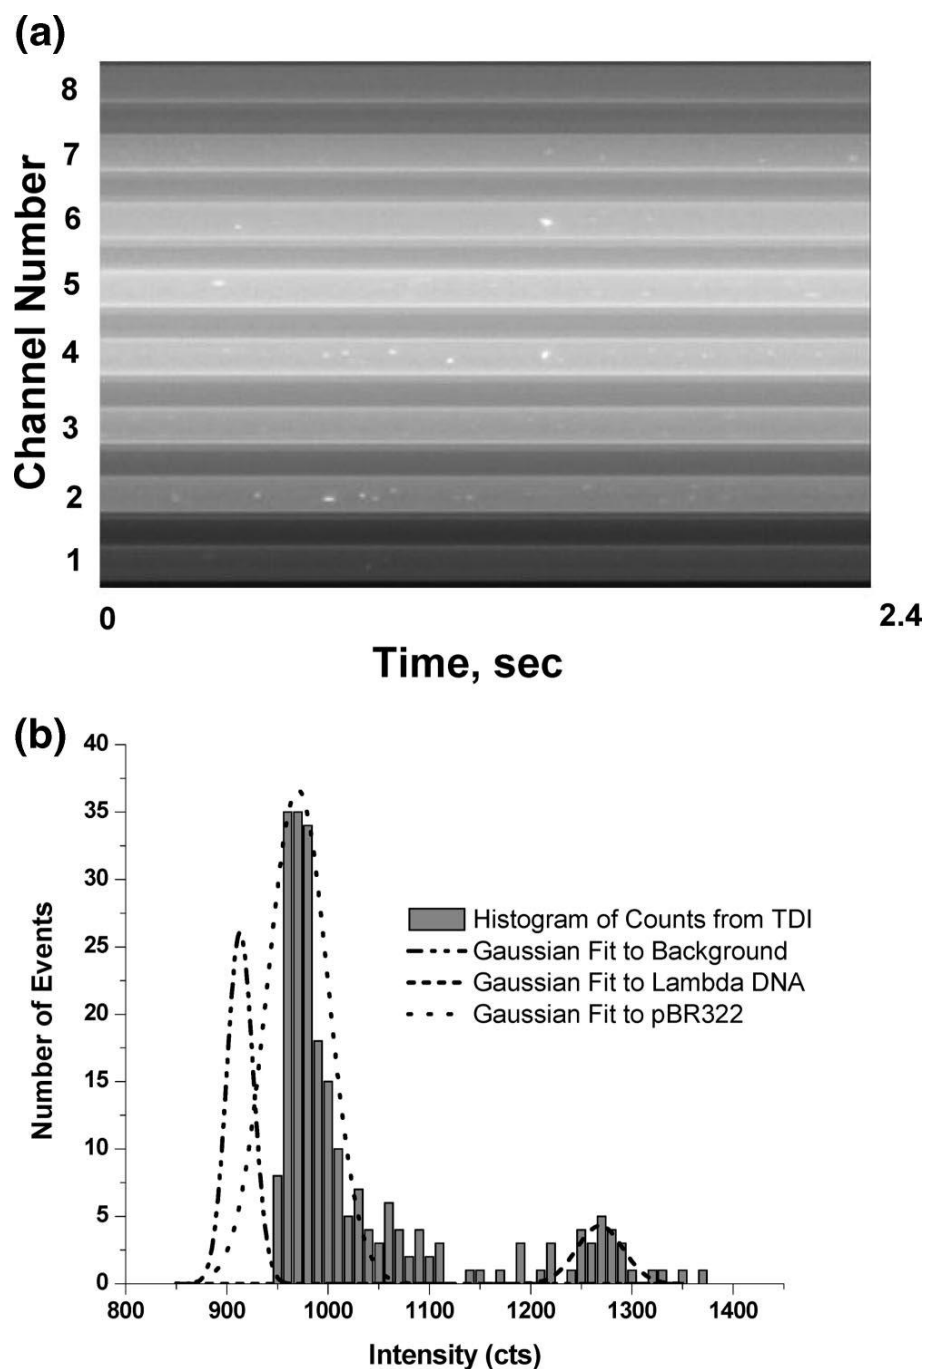 (a)
8
7
6
5
4
3
2
1
Channel Number
0
2.4
Time, sec
(b)
40
35
30
25
20
15
10
5
0
Number of Events
Histogram of Counts from TDI
Gaussian Fit to Background
Gaussian Fit to Lambda DNA
Gaussian Fit to pBR322
800 900 1000 1100 1200 1300 1400
Intensity (cts)